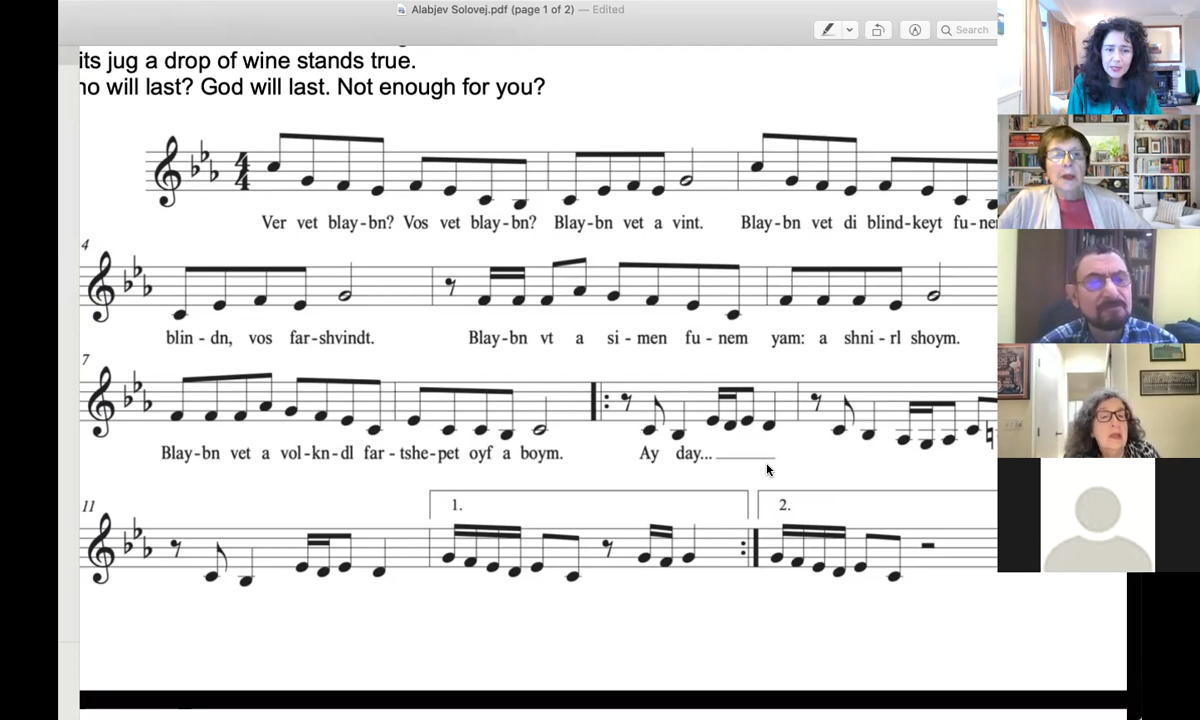 Alabjev Solovej.pdf (page 1 of 2) — Edited
Search
its jug a drop of wine stands true.
ho will last? God will last. Not enough for you?
Ver vet blay-bn? Vos vet blay-bn? Blay-bn vet a vint. Blay-bn vet di blind-keyt fu-
4
blin - dn, vos far-shvindt. Blay-bn vt a si - men fu - nem yam: a shni - rl shoym.
7
Blay-bn vet a vol-kn-dl far - tshe-pet oyf a boym. Ay day...
11
1. 2.